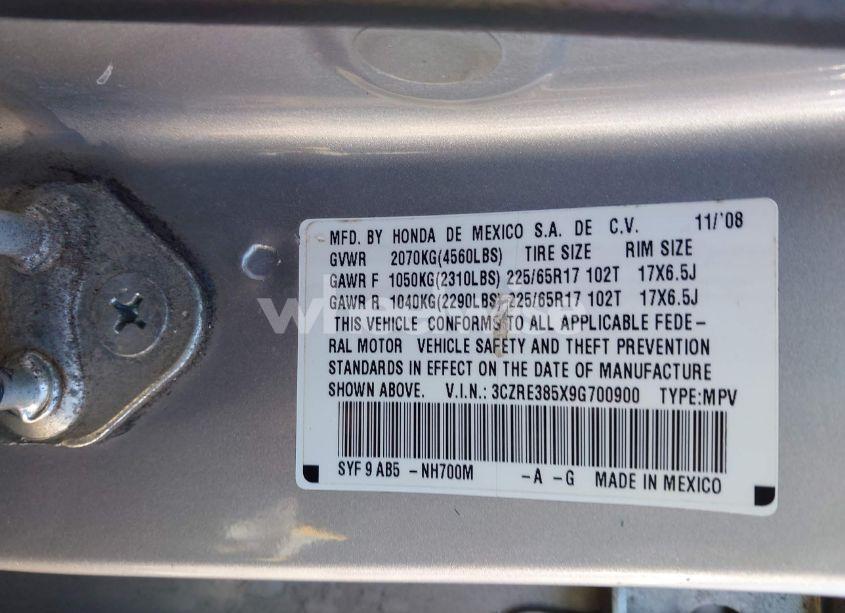 MFD. BY HONDA DE MEXICO S.A. DE C.V. 11/'08
GVWR 2070KG(4560LBS) TIRE SIZE RIM SIZE
GAWR F 1050KG(2310LBS) 225/65R17 102T 17X6.5J
GAWR R 1040KG(2290LBS) 225/65R17 102T 17X6.5J
THIS VEHICLE CONFORMS TO ALL APPLICABLE FEDE-
RAL MOTOR VEHICLE SAFETY AND THEFT PREVENTION
STANDARDS IN EFFECT ON THE DATE OF MANUFACTURE
SHOWN ABOVE. V.I.N.: 3CZRE385X9G700900 TYPE:MPV
SYF 9 AB5 -NH700M -A -G MADE IN MEXICO